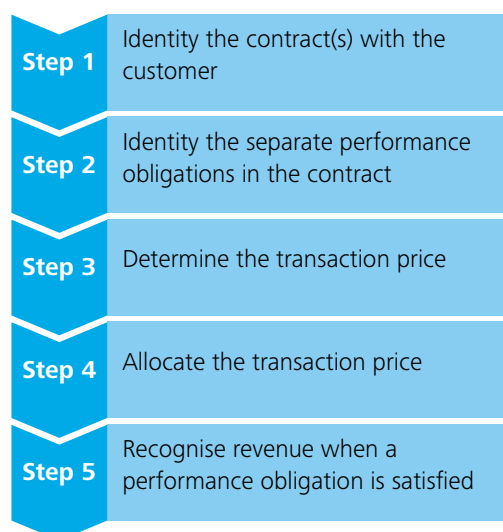 Step 1
Identity the contract(s) with the
customer
Step 2
Identity the separate performance
obligations in the contract
Step 3
Determine the transaction price
Step 4
Allocate the transaction price
Step 5
Recognise revenue when a
performance obligation is satisfied